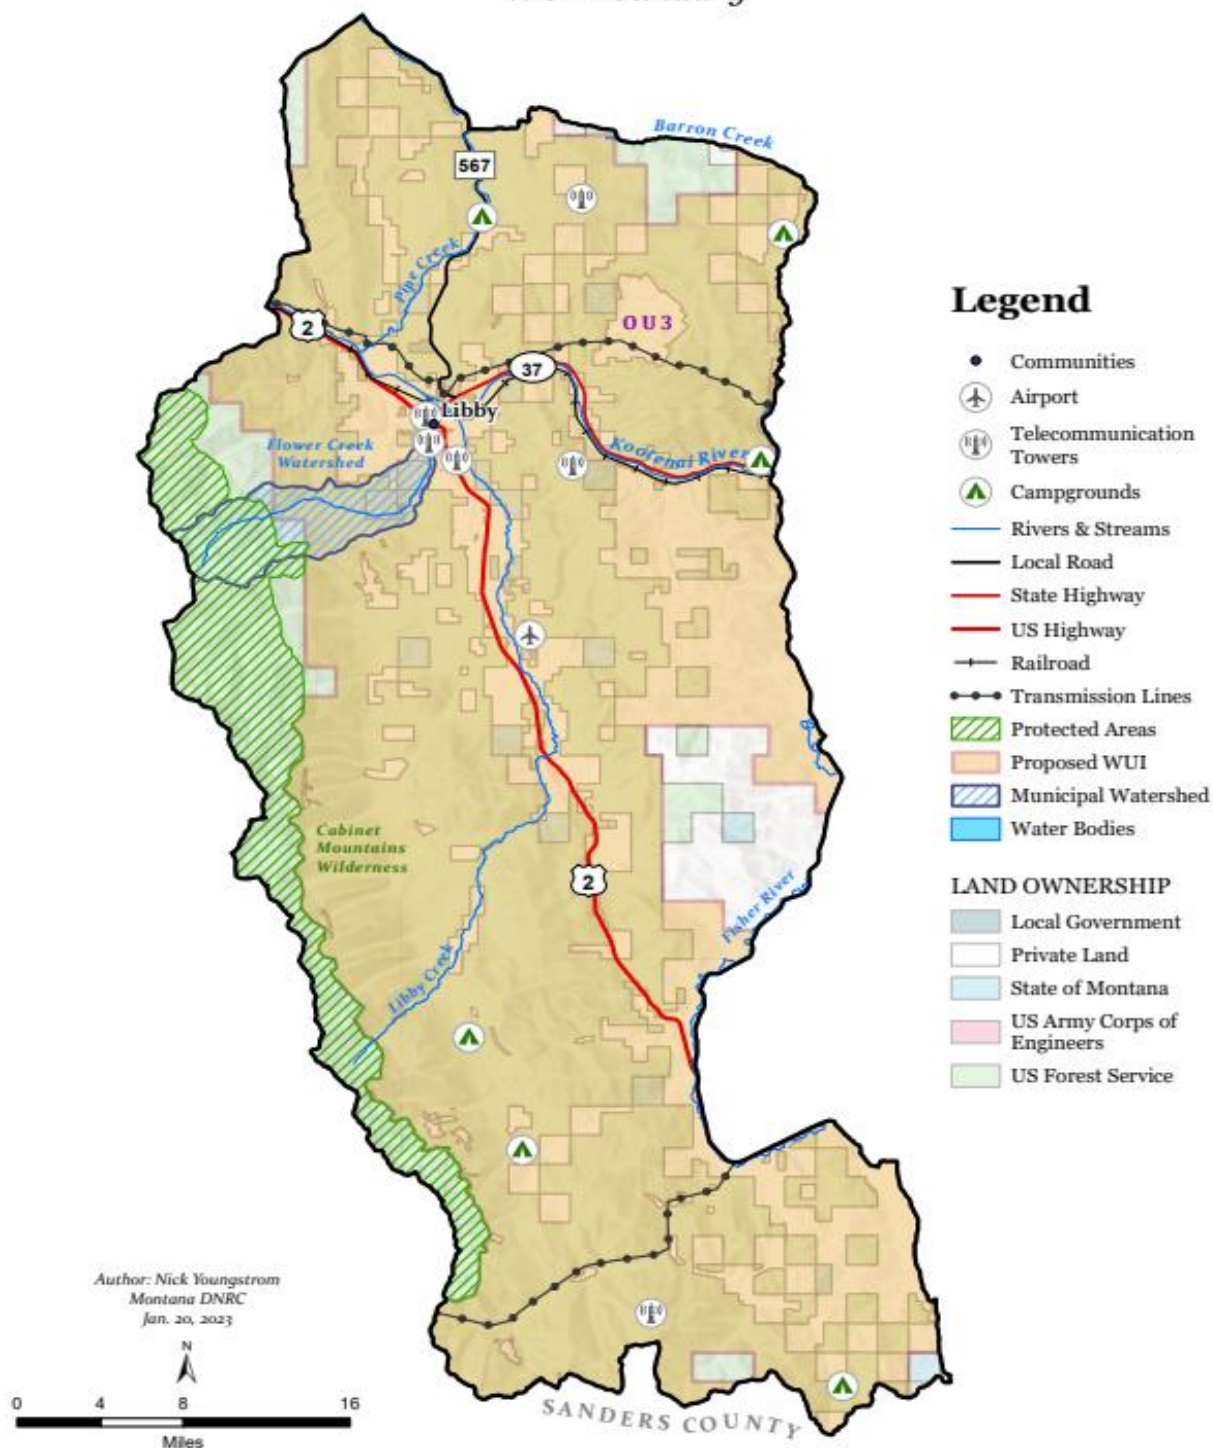 Barron Creek
567
Pipe Creek
2
OU3
37
Libby
Flower Creek
Watershed
Kootenai River
Cabinet
Mountains
Wilderness
2
Fisher River
Libby Creek
SANDERS COUNTY
Legend
Communities
Airport
Telecommunication
Towers
Campgrounds
Rivers & Streams
Local Road
State Highway
US Highway
Railroad
Transmission Lines
Protected Areas
Proposed WUI
Municipal Watershed
Water Bodies
LAND OWNERSHIP
Local Government
Private Land
State of Montana
US Army Corps of
Engineers
US Forest Service
Author: Nick Youngstrom
Montana DNRC
Jan. 20, 2023
N
0 4 8 16
Miles